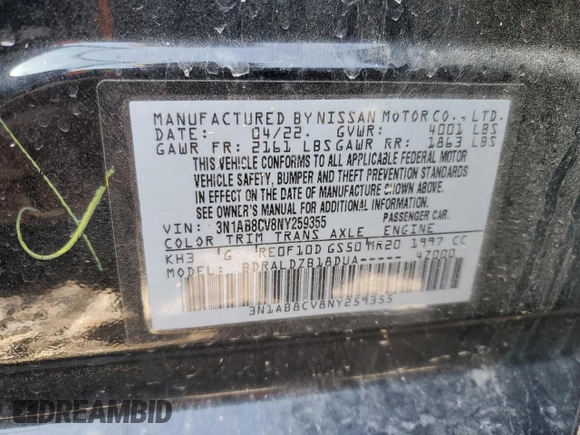 MANUFACTURED BY NISSAN MOTOR CO., LTD.
DATE: 04/22. GVWR: 4001 LBS
GAWR FR: 2161 LBS GAWR RR: 1863 LBS
THIS VEHICLE CONFORMS TO ALL APPLICABLE FEDERAL MOTOR
VEHICLE SAFETY, BUMPER AND THEFT PREVENTION STANDARDS
IN EFFECT ON THE DATE OF MANUFACTURE SHOWN ABOVE.
SEE OWNER'S MANUAL FOR ADDITIONAL INFORMATION.
VIN: 3N1AB8CV8NY259355 PASSENGER CAR.
COLOR TRIM TRANS AXLE ENGINE
KH3 G RE0F10D GS50 MR20 1997 CC
MODEL: BDRALDZB18DUA----- 47000
3N1AB8CV8NY259355
DREAMBID